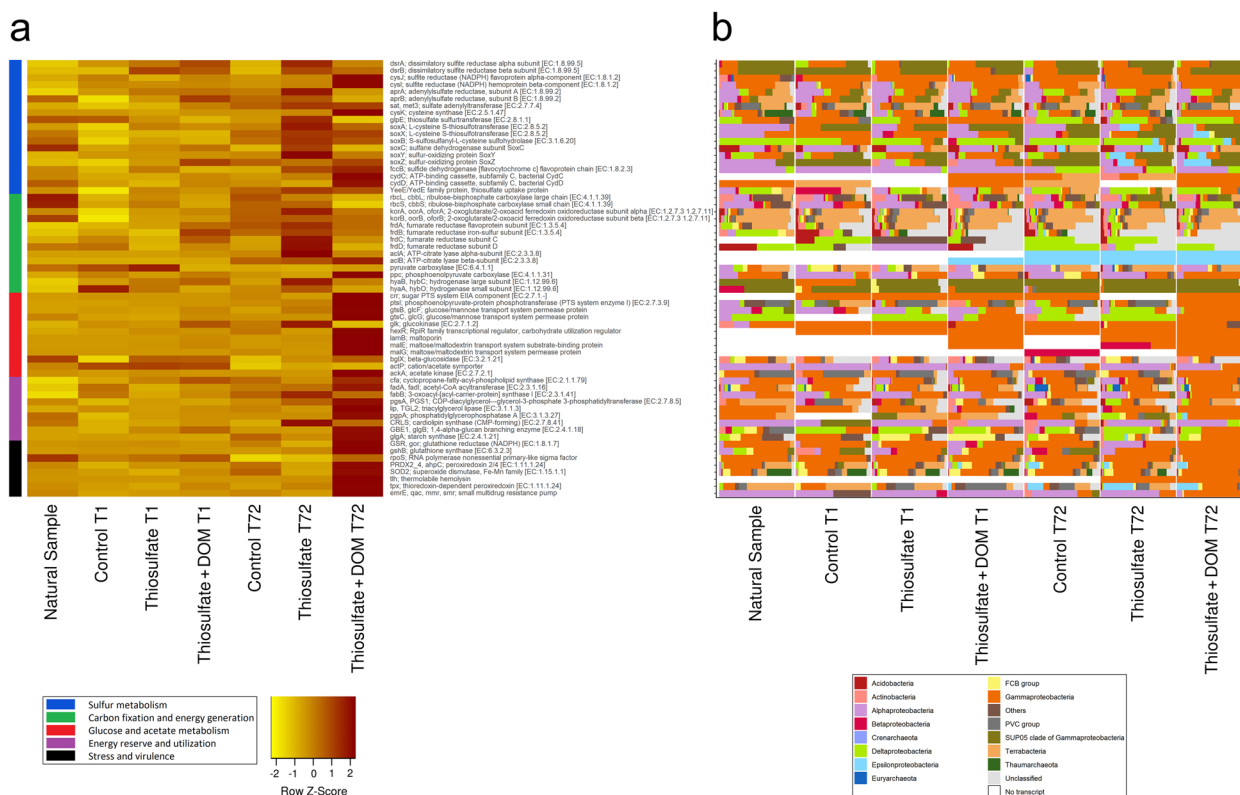 a
b
dsrA; dissimilatory sulfite reductase alpha subunit [EC:1.8.99.5]
dsrB; dissimilatory sulfite reductase beta subunit [EC:1.8.99.5]
cysJ; sulfite reductase (NADPH) flavoprotein alpha-component [EC:1.8.1.2]
cysI; sulfite reductase (NADPH) hemoprotein beta-component [EC:1.8.1.2]
aprA; adenylylsulfate reductase, subunit A [EC:1.8.99.2]
aprB; adenylylsulfate reductase, subunit B [EC:1.8.99.2]
sat, met3; sulfate adenylyltransferase [EC:2.7.7.4]
cysK; cysteine synthase [EC:2.5.1.47]
glpE; thiosulfate sulfurtransferase [EC:2.8.1.1]
soxA; L-cysteine S-thiosulfotransferase [EC:2.8.5.2]
soxX; L-cysteine S-thiosulfotransferase [EC:2.8.5.2]
soxB; S-sulfosulfanyl-L-cysteine sulfohydrolase [EC:3.1.6.20]
soxC; sulfane dehydrogenase subunit SoxC
soxY; sulfur-oxidizing protein SoxY
soxZ; sulfur-oxidizing protein SoxZ
fccB; sulfide dehydrogenase [flavocytochrome c] flavoprotein chain [EC:1.8.2.3]
cydC; ATP-binding cassette, subfamily C, bacterial CydC
cydD; ATP-binding cassette, subfamily C, bacterial CydD
YeeE/YedE family protein, thiosulfate uptake protein
rbcL, cbbL; ribulose-bisphosphate carboxylase large chain [EC:4.1.1.39]
rbcS, cbbS; ribulose-bisphosphate carboxylase small chain [EC:4.1.1.39]
korA, oorA, oforA; 2-oxoglutarate/2-oxoacid ferredoxin oxidoreductase subunit alpha [EC:1.2.7.3 1.2.7.11]
korB, oorB, oforB; 2-oxoglutarate/2-oxoacid ferredoxin oxidoreductase subunit beta [EC:1.2.7.3 1.2.7.11]
frdA; fumarate reductase flavoprotein subunit [EC:1.3.5.4]
frdB; fumarate reductase iron-sulfur subunit [EC:1.3.5.4]
frdC; fumarate reductase subunit C
frdD; fumarate reductase subunit D
aclA; ATP-citrate lyase alpha-subunit [EC:2.3.3.8]
aclB; ATP-citrate lyase beta-subunit [EC:2.3.3.8]
pyruvate carboxylase [EC:6.4.1.1]
ppc; phosphoenolpyruvate carboxylase [EC:4.1.1.31]
hyaB, hybC; hydrogenase large subunit [EC:1.12.99.6]
hyaA, hybO; hydrogenase small subunit [EC:1.12.99.6]
crr; sugar PTS system EIIA component [EC:2.7.1.-]
ptsI; phosphoenolpyruvate-protein phosphotransferase (PTS system enzyme I) [EC:2.7.3.9]
gtsB, glcF; glucose/mannose transport system permease protein
gtsC, glcG; glucose/mannose transport system permease protein
glk; glucokinase [EC:2.7.1.2]
hexR; RpiR family transcriptional regulator, carbohydrate utilization regulator
lamB; maltoporin
malE; maltose/maltodextrin transport system substrate-binding protein
malG; maltose/maltodextrin transport system permease protein
bglX; beta-glucosidase [EC:3.2.1.21]
actP; cation/acetate symporter
ackA; acetate kinase [EC:2.7.2.1]
cfa; cyclopropane-fatty-acyl-phospholipid synthase [EC:2.1.1.79]
fadA, fadI; acetyl-CoA acyltransferase [EC:2.3.1.16]
fabB; 3-oxoacyl-[acyl-carrier-protein] synthase I [EC:2.3.1.41]
pgsA, PGS1; CDP-diacylglycerol---glycerol-3-phosphate 3-phosphatidyltransferase [EC:2.7.8.5]
lip, TGL2; triacylglycerol lipase [EC:3.1.1.3]
pgpA; phosphatidylglycerophosphatase A [EC:3.1.3.27]
CRLS; cardiolipin synthase (CMP-forming) [EC:2.7.8.41]
GBE1, glgB; 1,4-alpha-glucan branching enzyme [EC:2.4.1.18]
glgA; starch synthase [EC:2.4.1.21]
GSR, gor; glutathione reductase (NADPH) [EC:1.8.1.7]
gshB; glutathione synthase [EC:6.3.2.3]
rpoS; RNA polymerase nonessential primary-like sigma factor
PRDX2_4, ahpC; peroxiredoxin 2/4 [EC:1.11.1.24]
SOD2; superoxide dismutase, Fe-Mn family [EC:1.15.1.1]
tlh; thermolabile hemolysin
tpx; thioredoxin-dependent peroxiredoxin [EC:1.11.1.24]
emrE, qac, mmr, smr; small multidrug resistance pump
Natural Sample
Control T1
Thiosulfate T1
Thiosulfate + DOM T1
Control T72
Thiosulfate T72
Thiosulfate + DOM T72
Natural Sample
Control T1
Thiosulfate T1
Thiosulfate + DOM T1
Control T72
Thiosulfate T72
Thiosulfate + DOM T72
Sulfur metabolism
Carbon fixation and energy generation
Glucose and acetate metabolism
Energy reserve and utilization
Stress and virulence
-2 -1 0 1 2
Row Z-Score
Acidobacteria
Actinobacteria
Alphaproteobacteria
Betaproteobacteria
Crenarchaeota
Deltaproteobacteria
Epsilonproteobacteria
Euryarchaeota
FCB group
Gammaproteobacteria
Others
PVC group
SUP05 clade of Gammaproteobacteria
Terrabacteria
Thaumarchaeota
Unclassified
No transcript